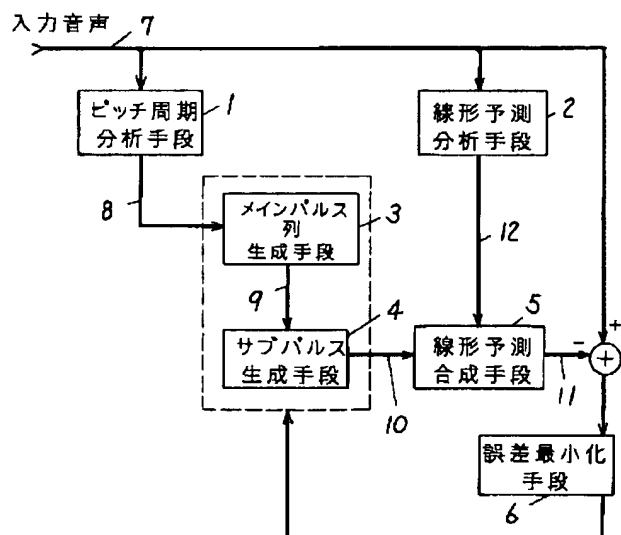 入力音声
7
ピッチ周期
分析手段
1
線形予測
分析手段
2
8
メインパルス
列
生成手段
3
12
9
サブパルス
生成手段
4
線形予測
合成手段
5
10
11
+
-
+
誤差最小化
手段
6